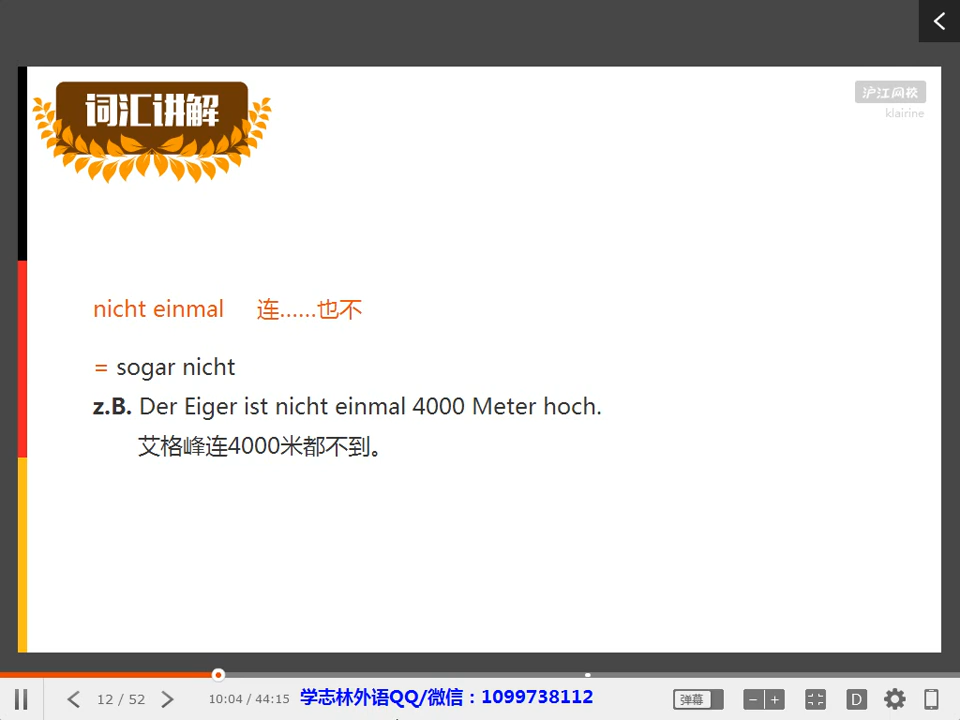 词汇讲解
沪江网校
klairine
nicht einmal 连……也不
= sogar nicht
z.B. Der Eiger ist nicht einmal 4000 Meter hoch.
艾格峰连4000米都不到。
12 / 52
10:04 / 44:15
学志林外语QQ/微信：1099738112
弹幕
D